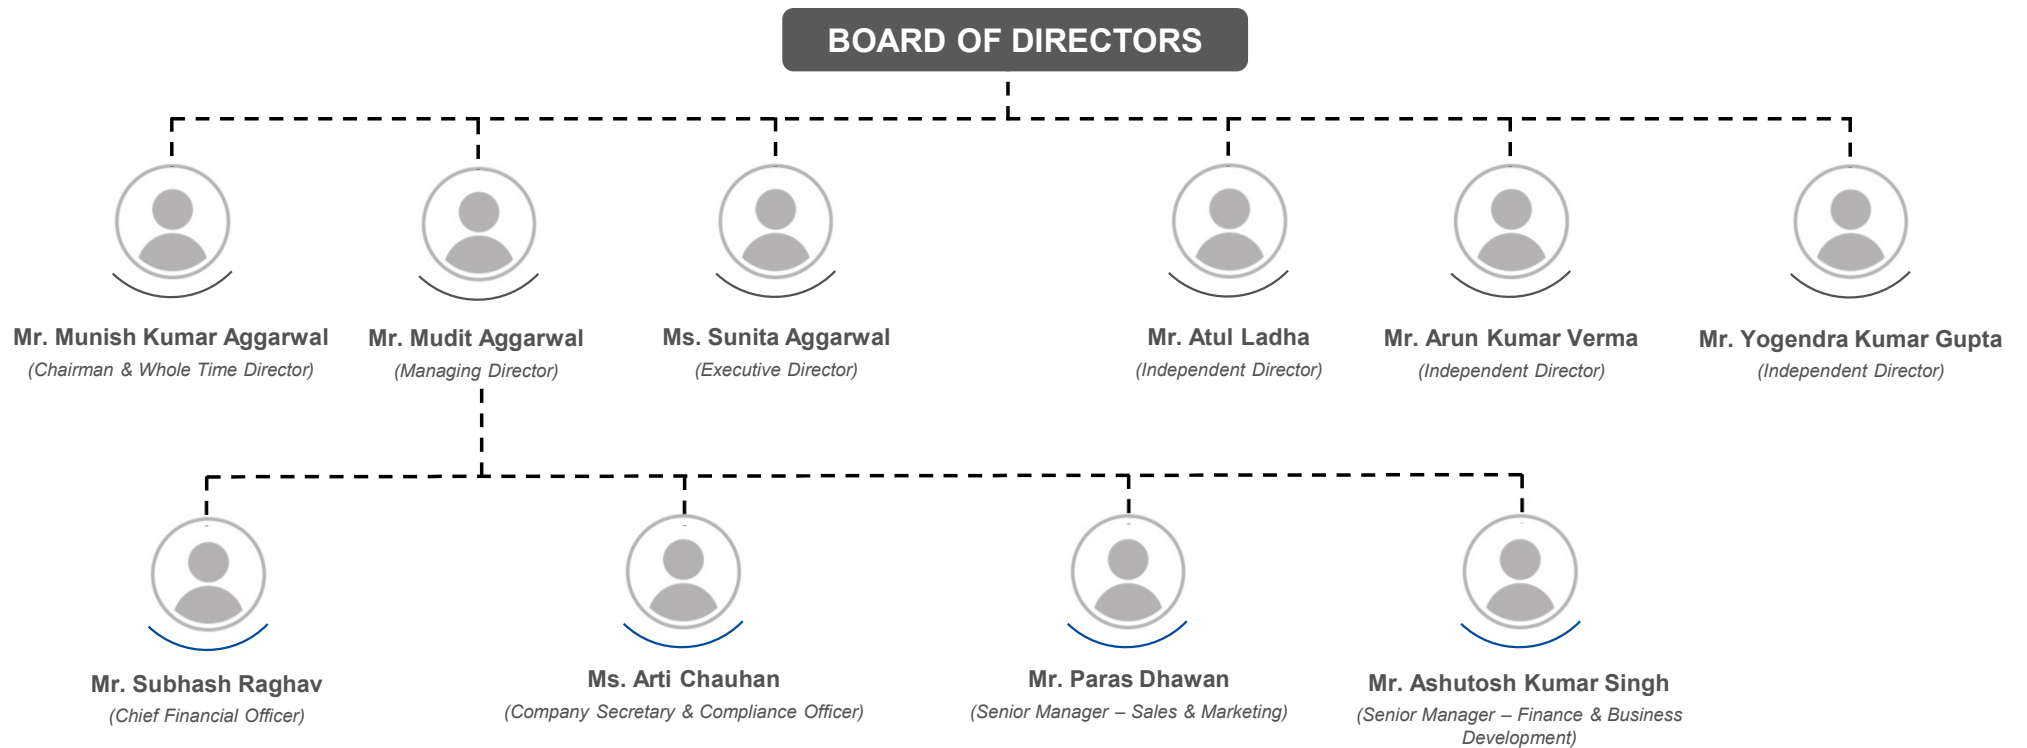 BOARD OF DIRECTORS
Mr. Munish Kumar Aggarwal
(Chairman & Whole Time Director)
Mr. Mudit Aggarwal
(Managing Director)
Ms. Sunita Aggarwal
(Executive Director)
Mr. Atul Ladha
(Independent Director)
Mr. Arun Kumar Verma
(Independent Director)
Mr. Yogendra Kumar Gupta
(Independent Director)
Mr. Subhash Raghav
(Chief Financial Officer)
Ms. Arti Chauhan
(Company Secretary & Compliance Officer)
Mr. Paras Dhawan
(Senior Manager – Sales & Marketing)
Mr. Ashutosh Kumar Singh
(Senior Manager – Finance & Business
Development)